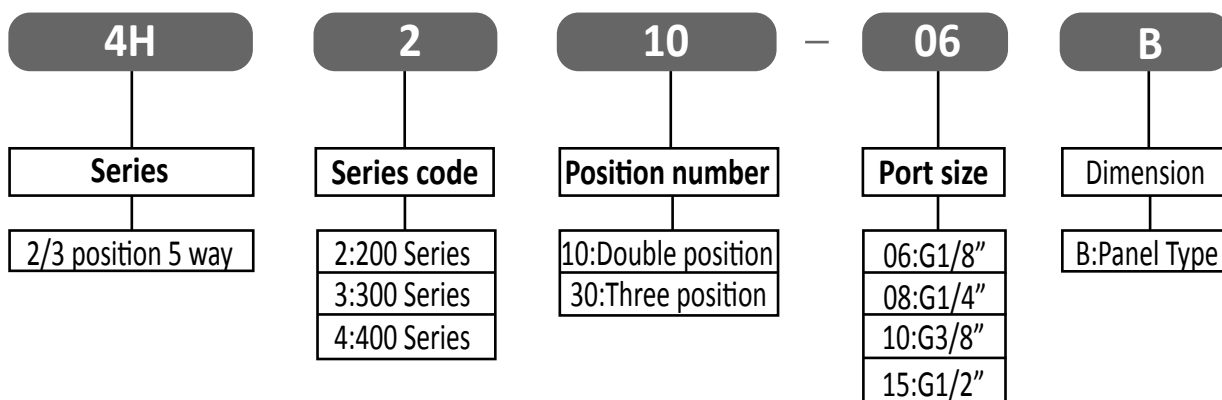 4H 2 10 – 06 B
Series Series code Position number Port size Dimension
2/3 position 5 way 2:200 Series 10:Double position 06:G1/8″ B:Panel Type
3:300 Series 30:Three position 08:G1/4″
4:400 Series 10:G3/8″
15:G1/2″